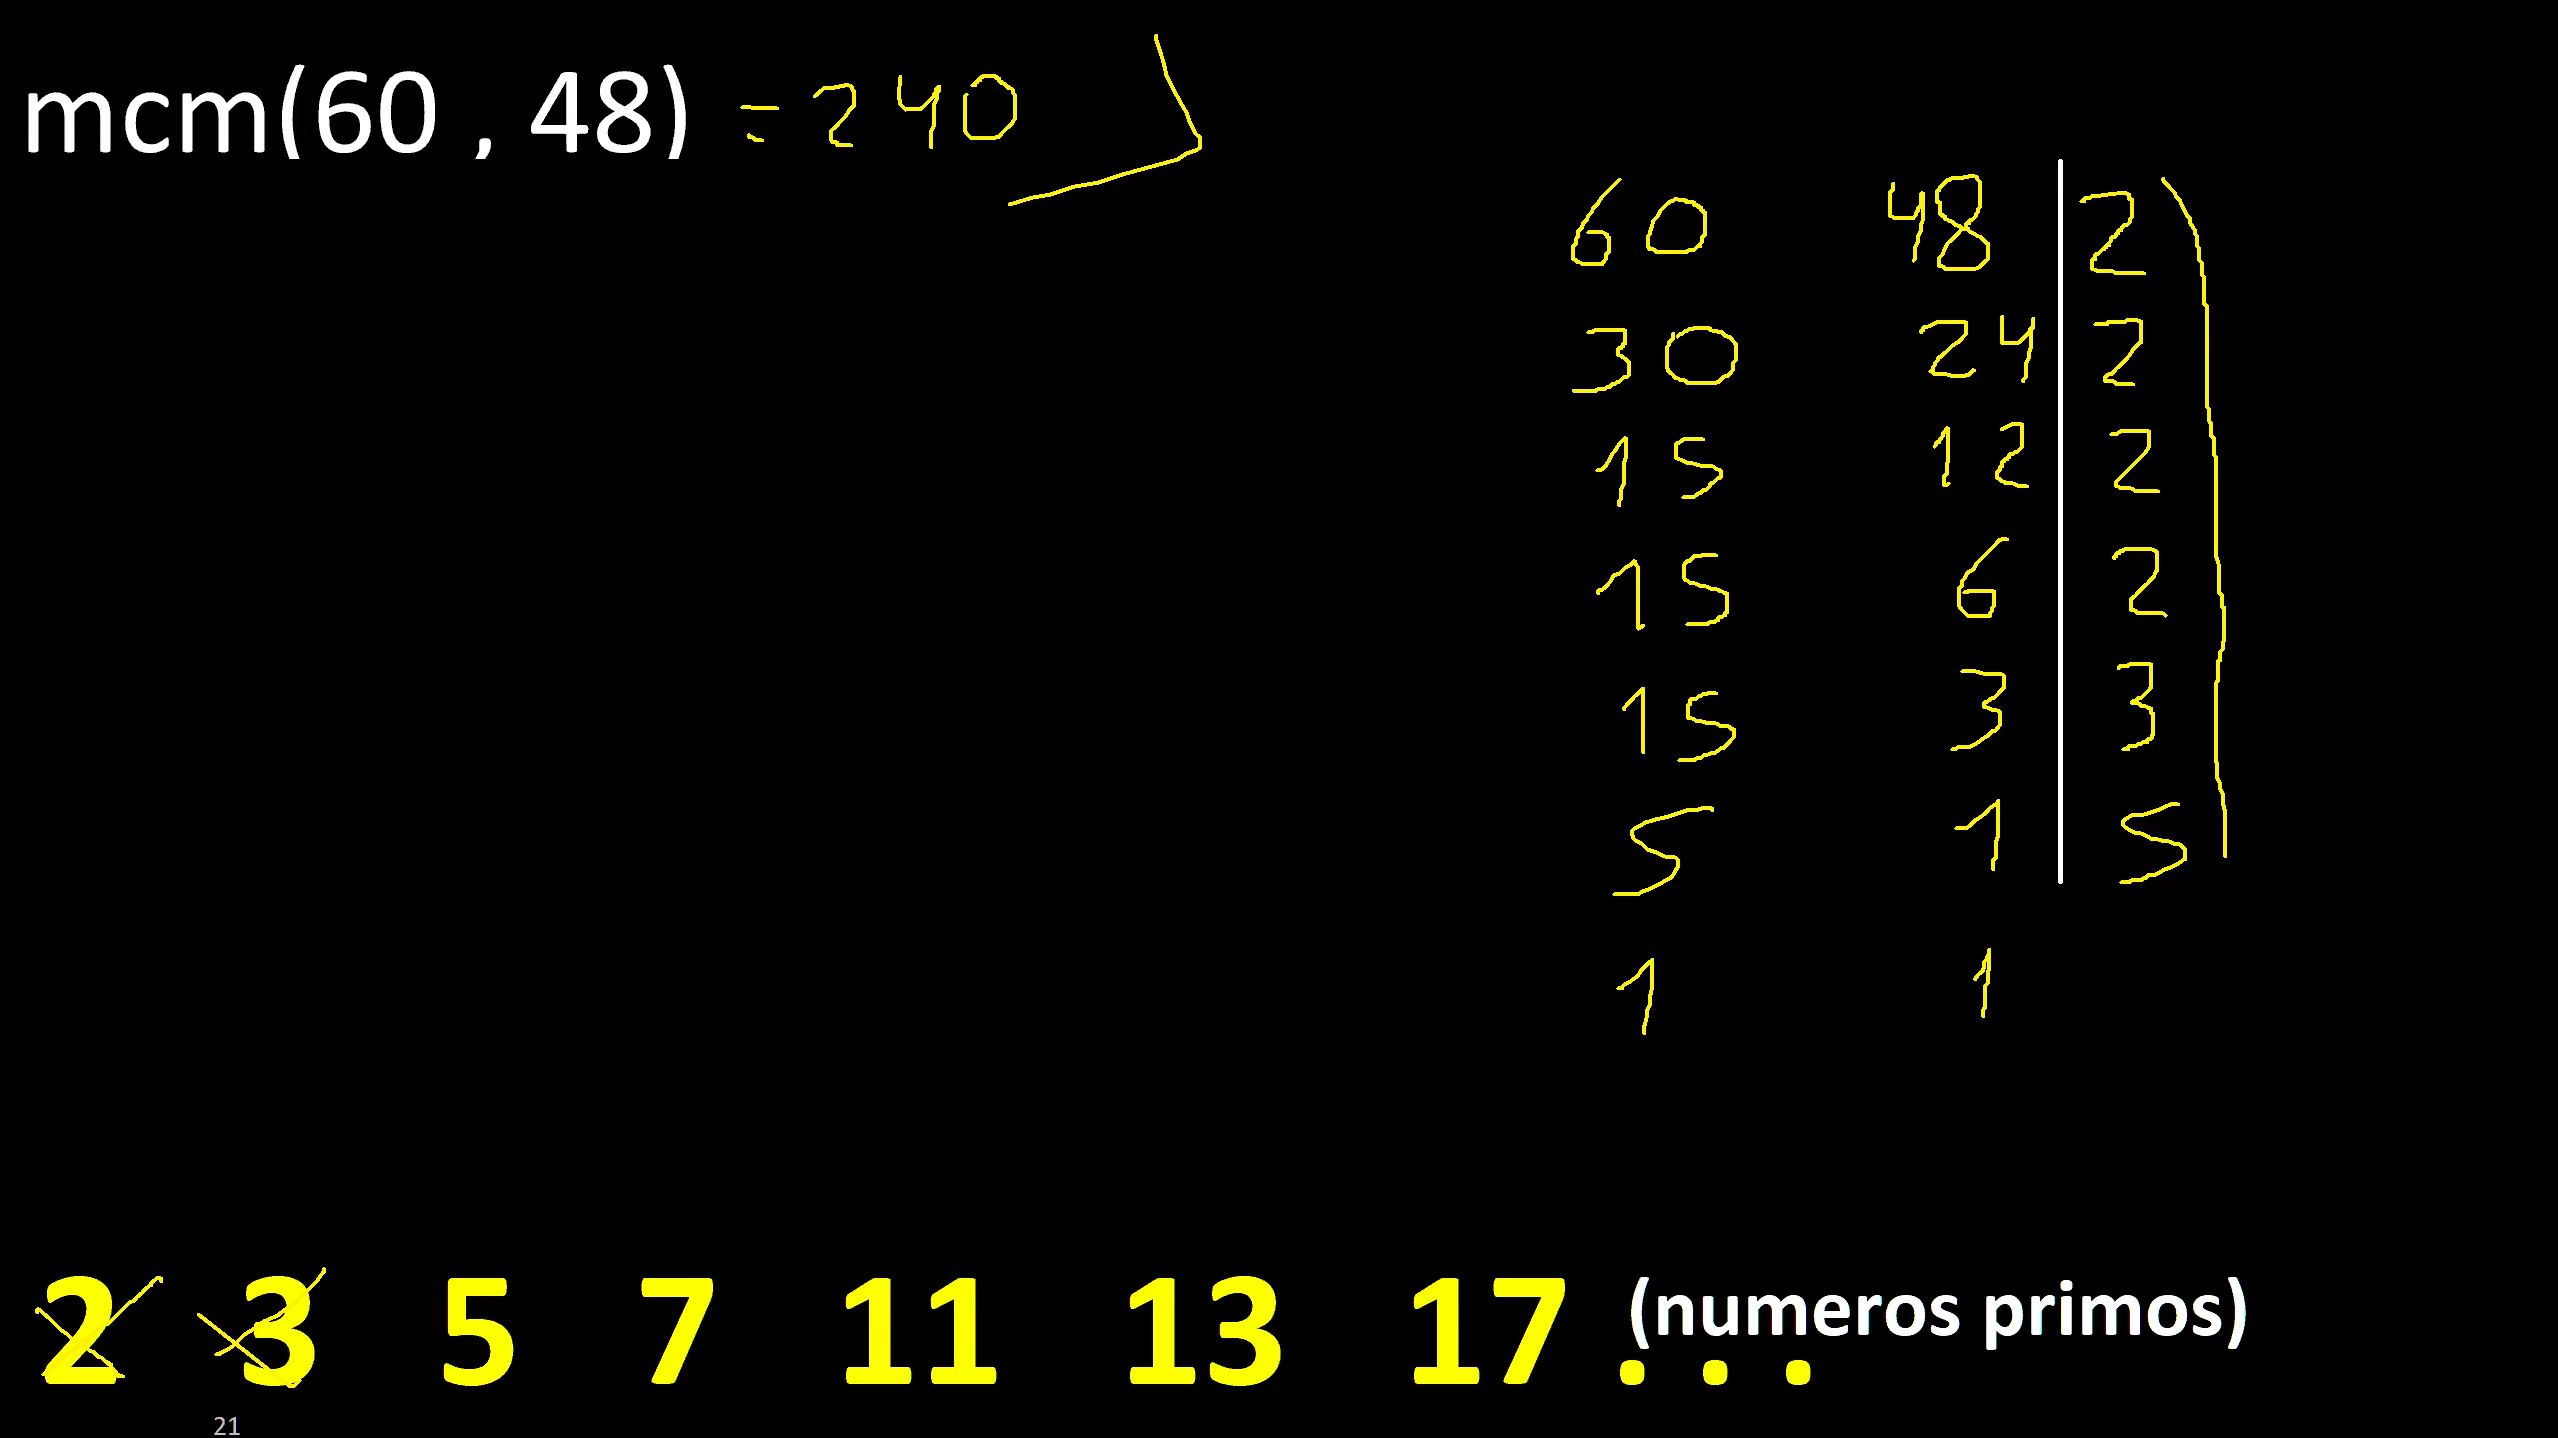 mcm(60 , 48) = 240
60 48 2
30 24 2
15 12 2
15 6 2
15 3 3
5 1 5
1 1
2 3 5 7 11 13 17 . . . (numeros primos)
21